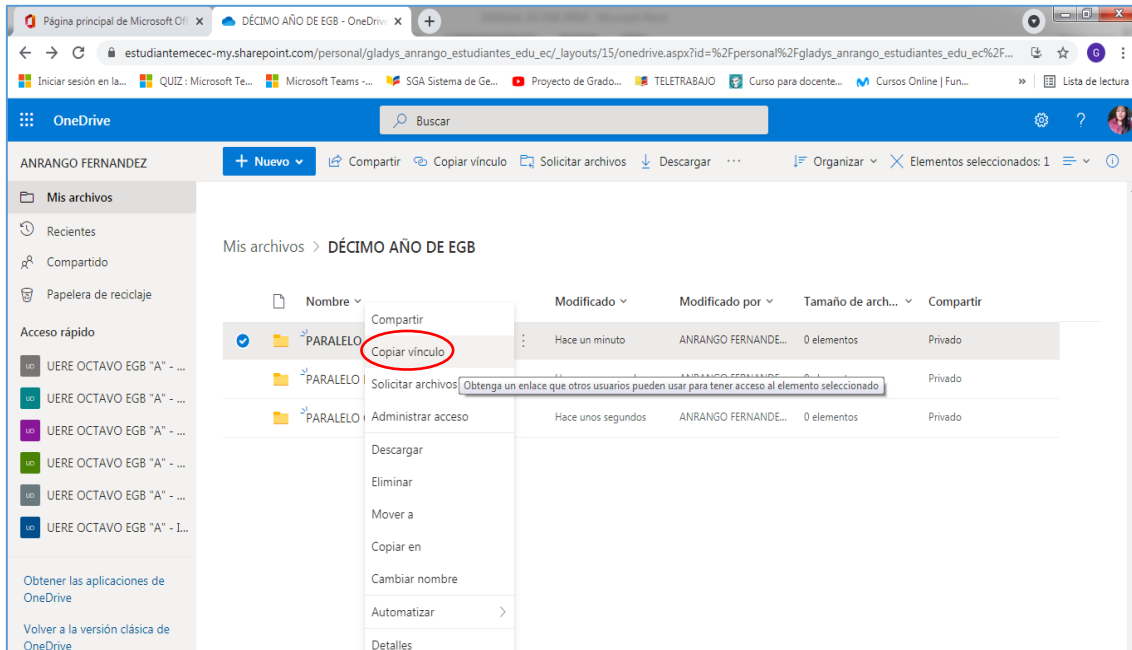 Página principal de Microsoft Off
DÉCIMO AÑO DE EGB - OneDrive
estudiantemecec-my.sharepoint.com/personal/gladys_anrango_estudiantes_edu_ec/_layouts/15/onedrive.aspx?id=%2Fpersonal%2Fgladys_anrango_estudiantes_edu_ec%2F...
G
Iniciar sesión en la... QUIZ : Microsoft Te... Microsoft Teams -... SGA Sistema de Ge... Proyecto de Grado... TELETRABAJO Curso para docente... Cursos Online | Fun... » Lista de lectura
OneDrive
Buscar
ANRANGO FERNANDEZ
+ Nuevo Compartir Copiar vínculo Solicitar archivos Descargar ... Organizar Elementos seleccionados: 1
Mis archivos
Recientes
Compartido
Papelera de reciclaje
Acceso rápido
UO UERE OCTAVO EGB "A" - ...
UO UERE OCTAVO EGB "A" - ...
UO UERE OCTAVO EGB "A" - ...
UO UERE OCTAVO EGB "A" - ...
UO UERE OCTAVO EGB "A" - ...
UO UERE OCTAVO EGB "A" - I...
Obtener las aplicaciones de
OneDrive
Volver a la versión clásica de
OneDrive
Mis archivos > DÉCIMO AÑO DE EGB
Nombre Modificado Modificado por Tamaño de arch... Compartir
PARALELO Hace un minuto ANRANGO FERNANDE... 0 elementos Privado
PARALELO Privado
PARALELO Hace unos segundos ANRANGO FERNANDE... 0 elementos Privado
Compartir
Copiar vínculo
Solicitar archivos
Obtenga un enlace que otros usuarios pueden usar para tener acceso al elemento seleccionado
Administrar acceso
Descargar
Eliminar
Mover a
Copiar en
Cambiar nombre
Automatizar
Detalles